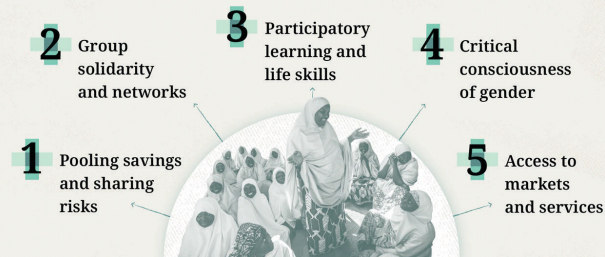 1
Pooling savings
and sharing
risks
2
Group
solidarity
and networks
3
Participatory
learning and
life skills
4
Critical
consciousness
of gender
5
Access to
markets
and services